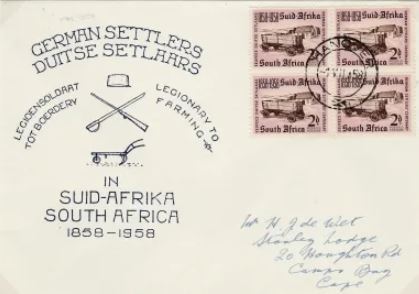 GERMAN SETTLERS
DUITSE SETLAARS
LEGIOENSOLDAAT
TOT BOERDERY
LEGIONARY TO
FARMING
IN
SUID-AFRIKA
SOUTH AFRICA
1858-1958
Suid-Afrika
2d
South Africa
Suid-Afrika
2d
South Africa
Suid-Afrika
2d
South Africa
Suid-Afrika
2d
South Africa
Mr H. J. de Wet
Stanley Lodge
20 Houghton Rd
Camps Bay
Cape